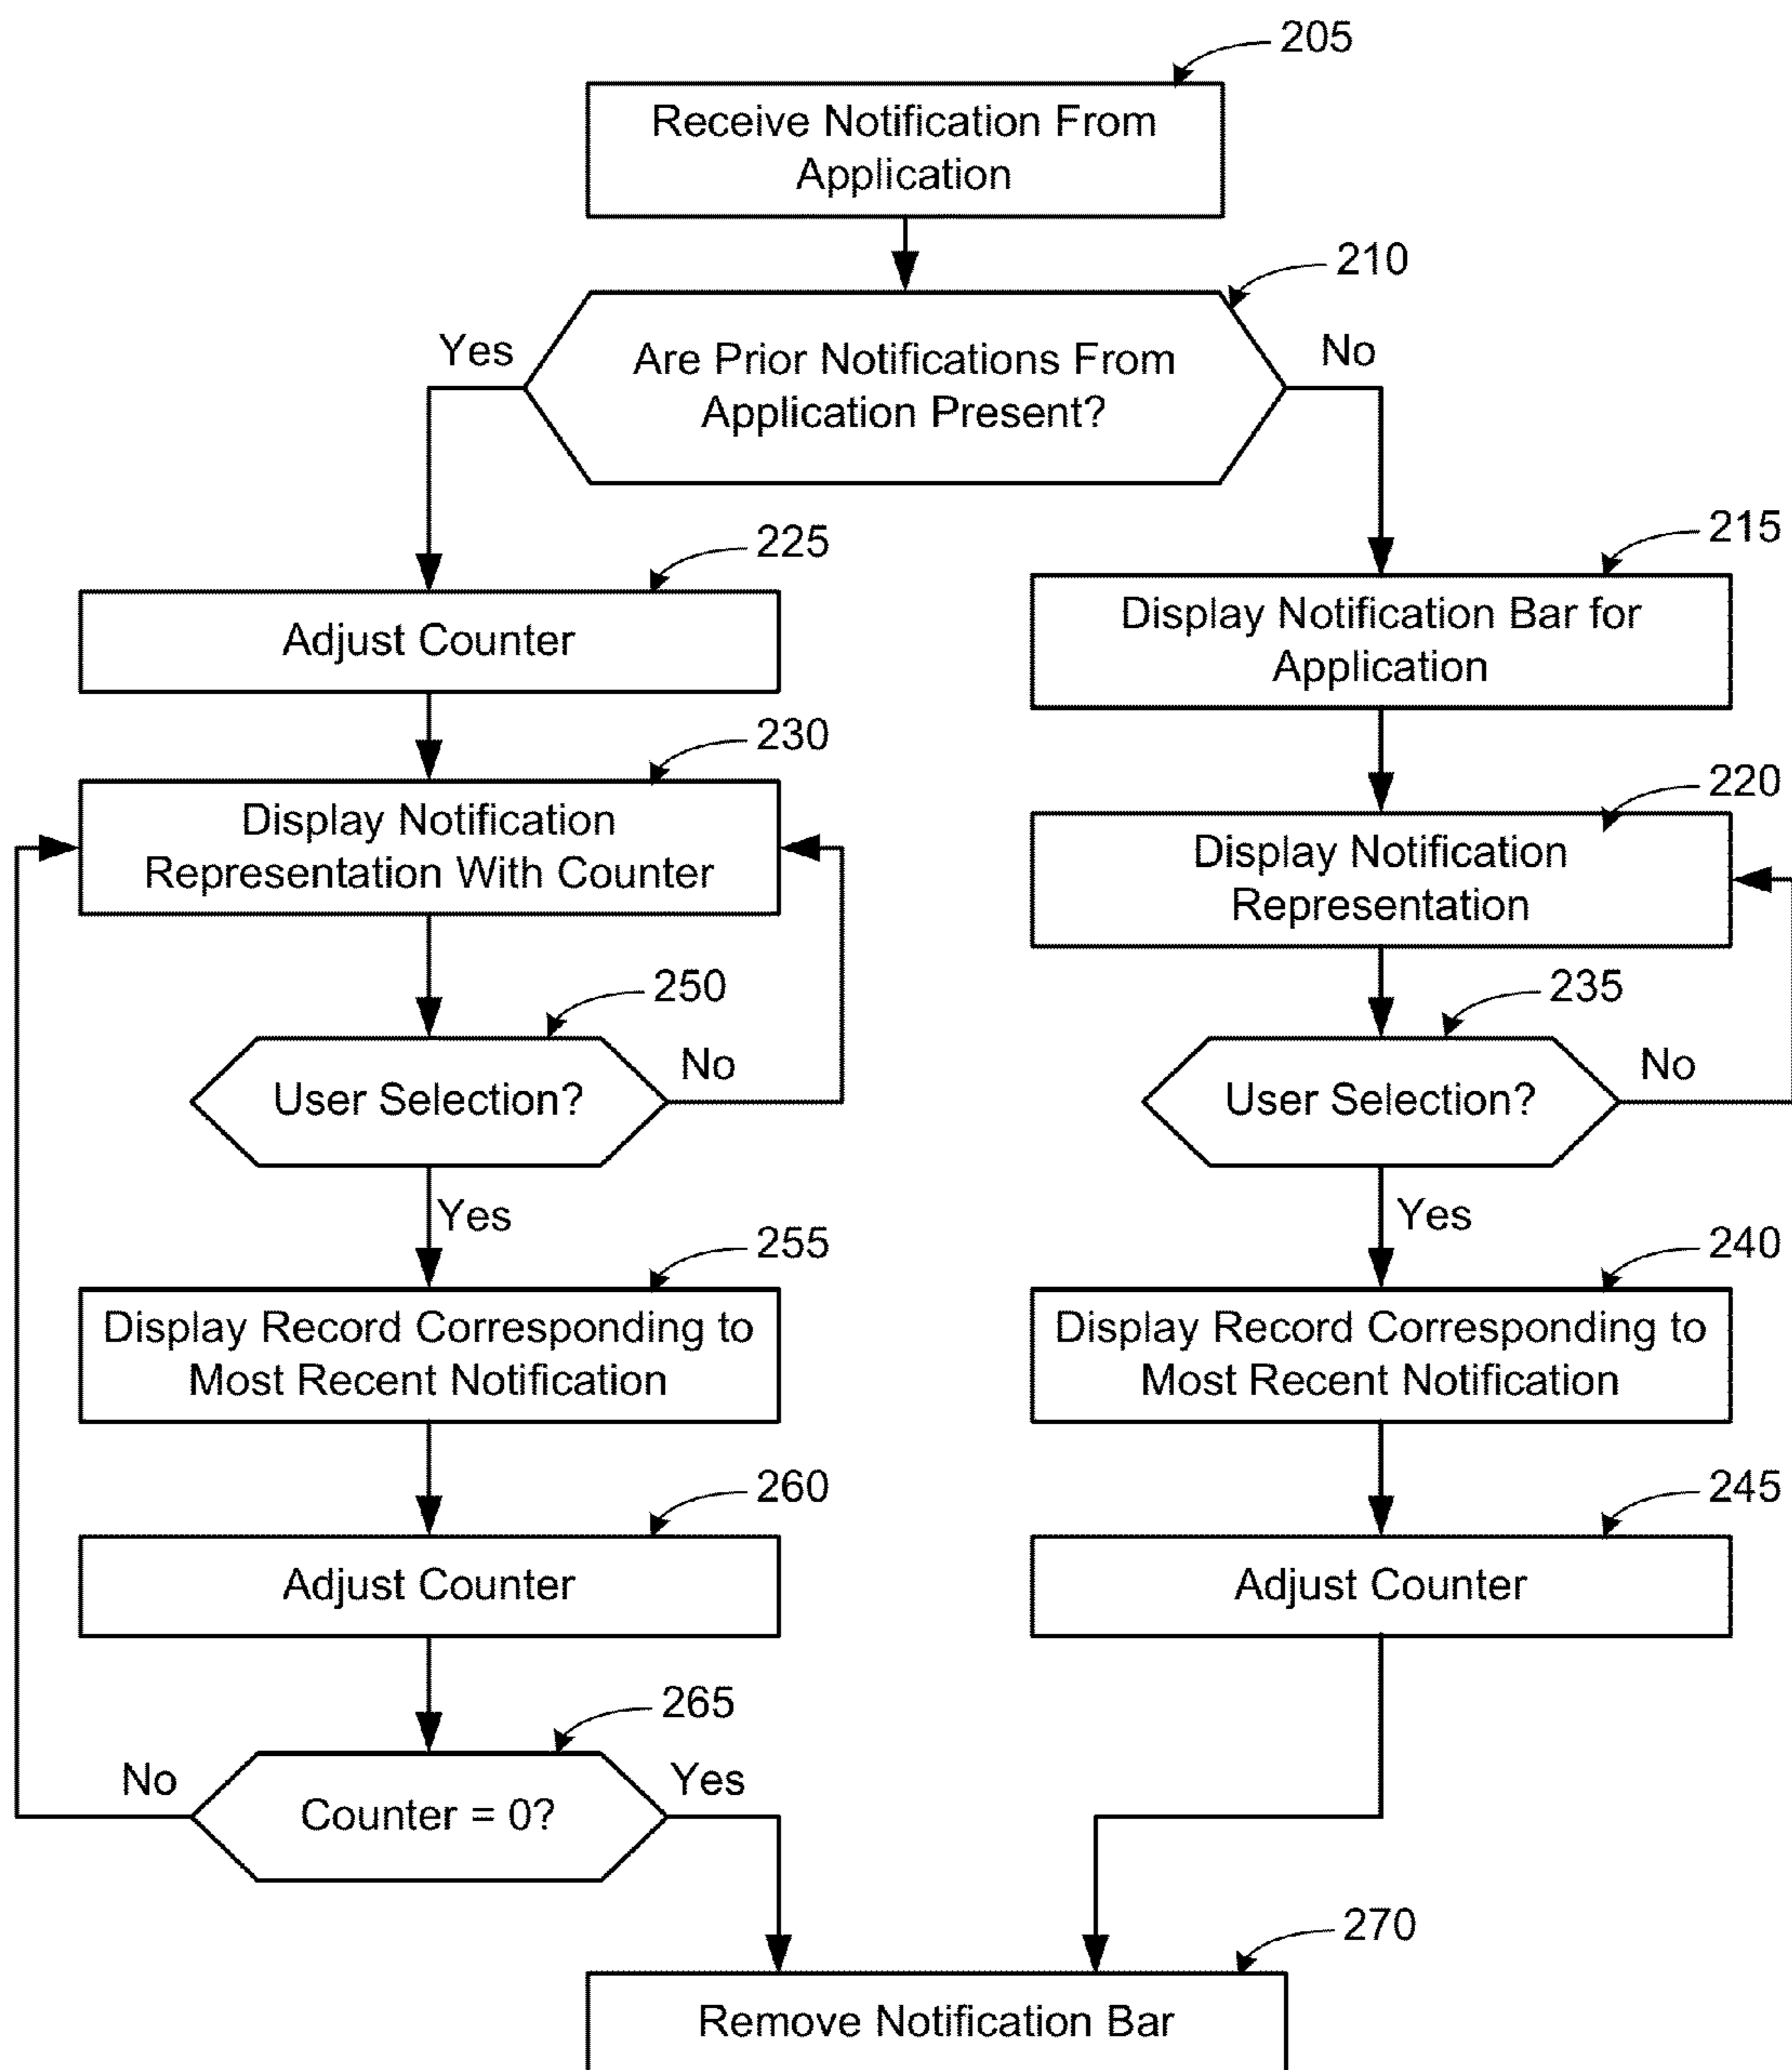 205
Receive Notification From
Application
210
Yes
Are Prior Notifications From
Application Present?
No
225
Adjust Counter
215
Display Notification Bar for
Application
230
Display Notification
Representation With Counter
220
Display Notification
Representation
250
User Selection?
No
Yes
235
User Selection?
No
Yes
255
Display Record Corresponding to
Most Recent Notification
240
Display Record Corresponding to
Most Recent Notification
260
Adjust Counter
245
Adjust Counter
265
No
Counter = 0?
Yes
270
Remove Notification Bar